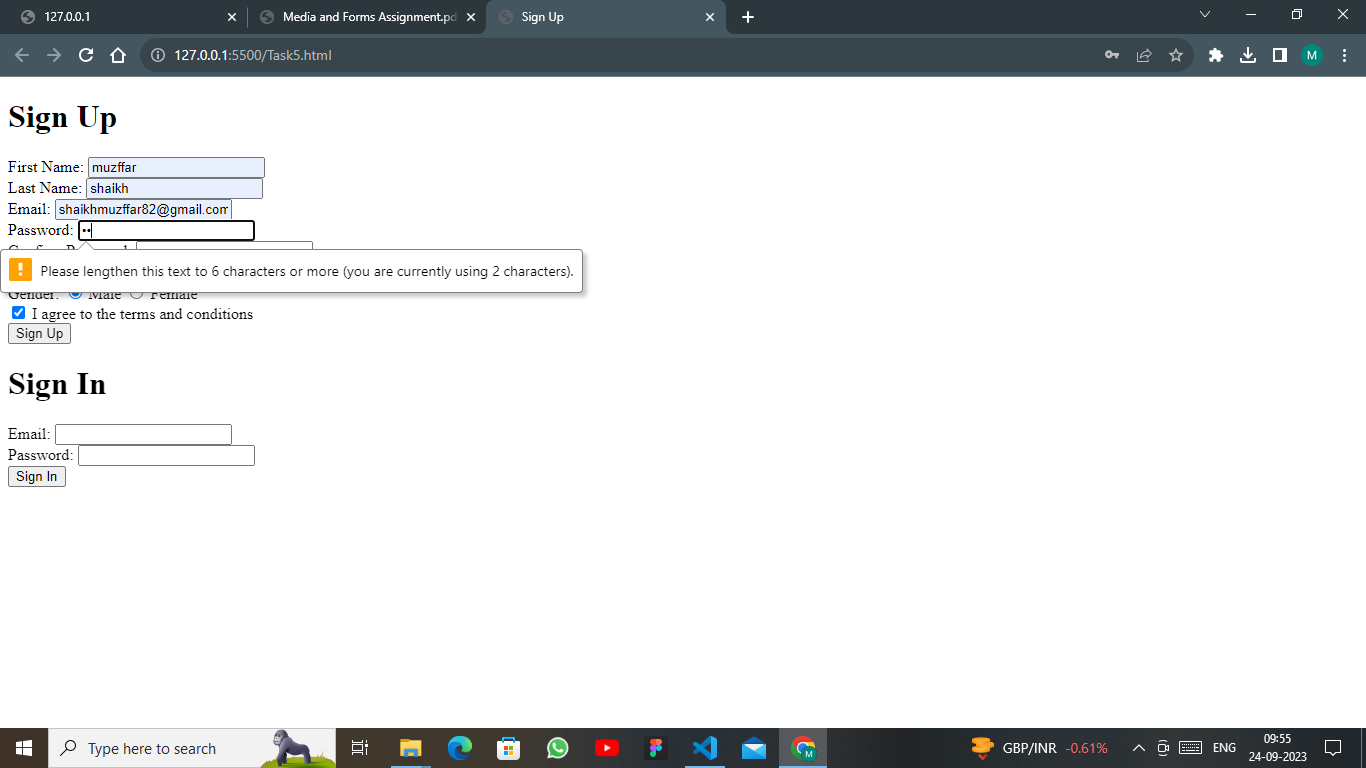 127.0.0.1
Media and Forms Assignment.pd
Sign Up
127.0.0.1:5500/Task5.html
M
Sign Up
First Name: muzffar
Last Name: shaikh
Email: shaikhmuzffar82@gmail.com
Password: ••
Please lengthen this text to 6 characters or more (you are currently using 2 characters).
Gender: Male Female
I agree to the terms and conditions
Sign Up
Sign In
Email:
Password:
Sign In
Type here to search
M
GBP/INR -0.61%
ENG
09:55
24-09-2023